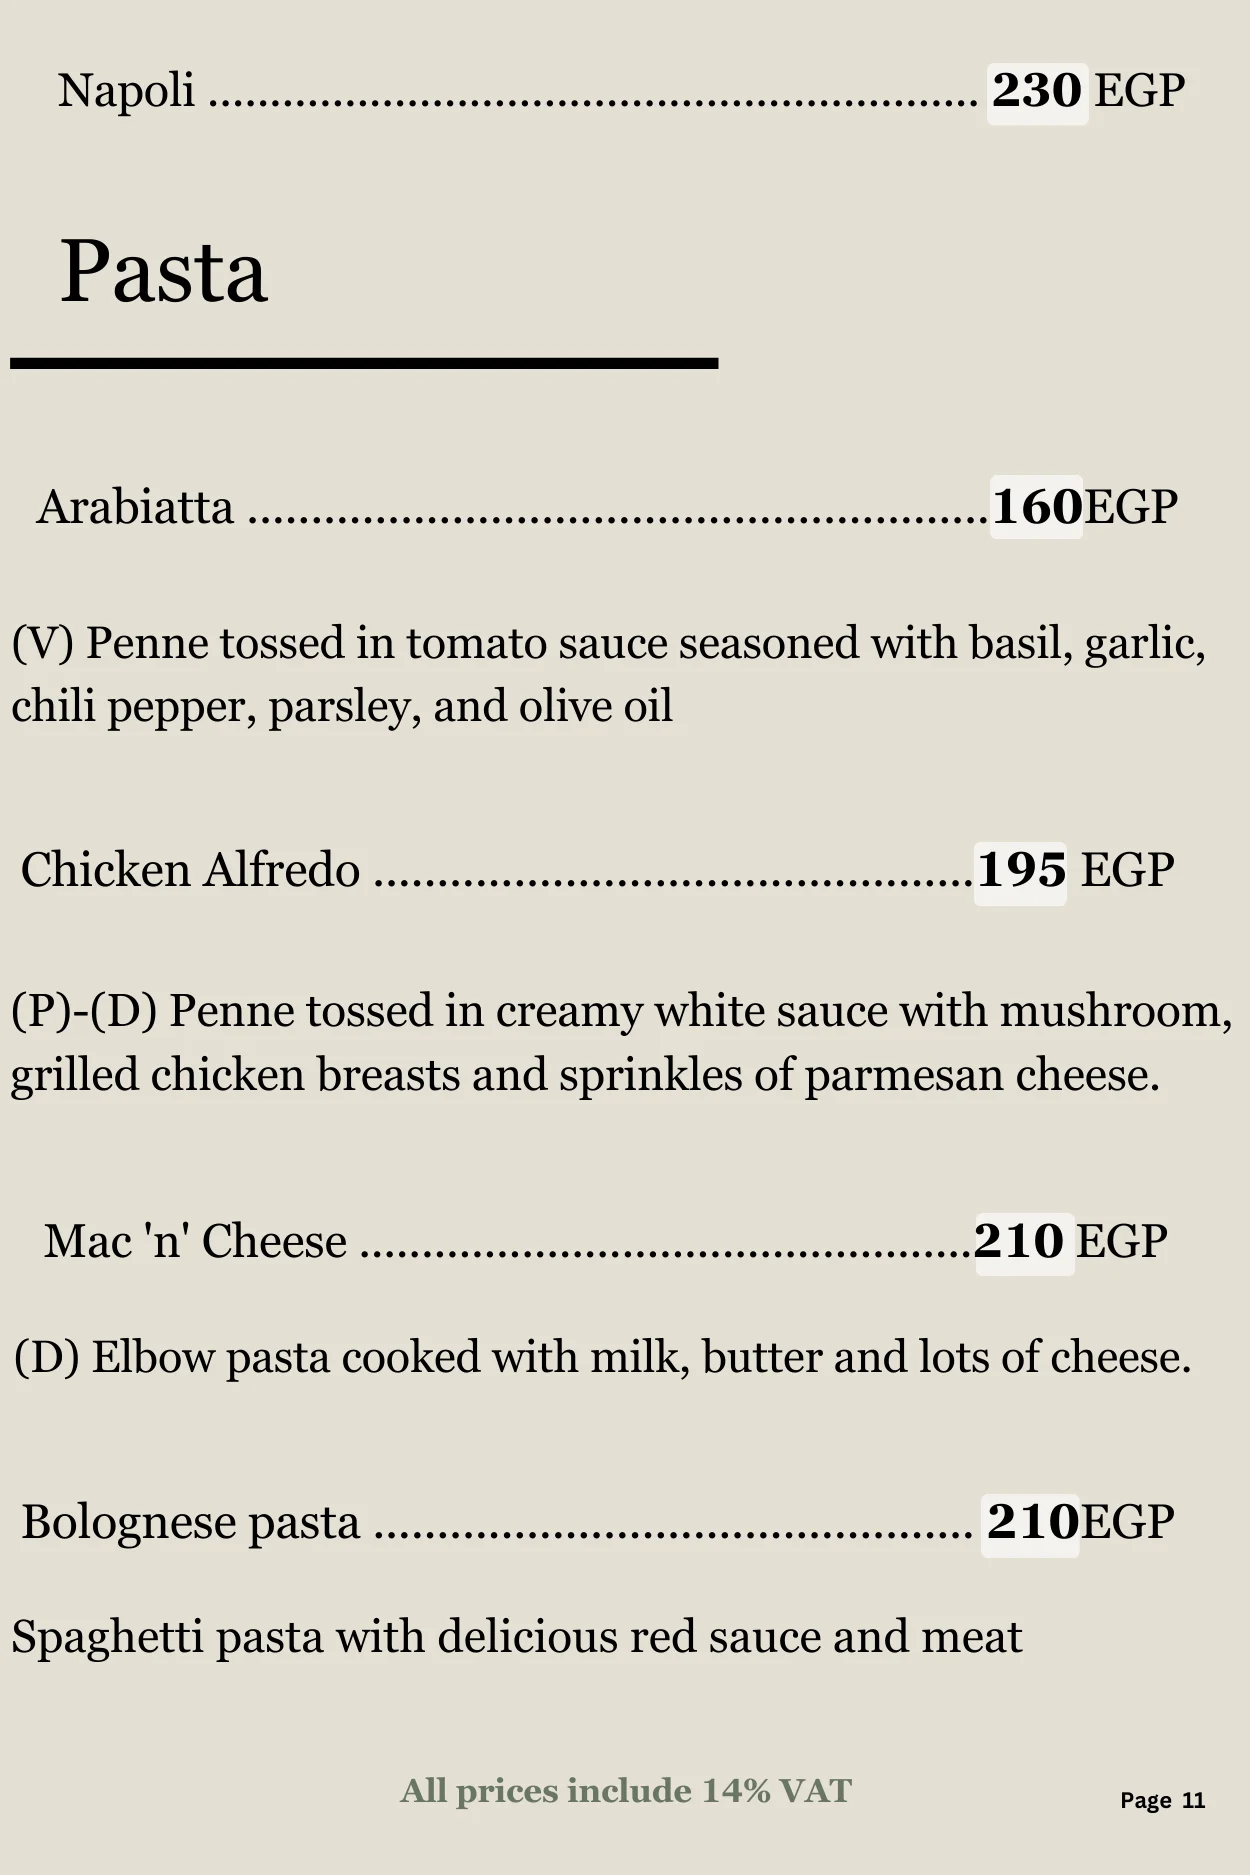 Napoli .............................................................. 230 EGP
Pasta
Arabiatta ...........................................................160EGP
(V) Penne tossed in tomato sauce seasoned with basil, garlic,
chili pepper, parsley, and olive oil
Chicken Alfredo ................................................195 EGP
(P)-(D) Penne tossed in creamy white sauce with mushroom,
grilled chicken breasts and sprinkles of parmesan cheese.
Mac 'n' Cheese .................................................210 EGP
(D) Elbow pasta cooked with milk, butter and lots of cheese.
Bolognese pasta ................................................ 210EGP
Spaghetti pasta with delicious red sauce and meat
All prices include 14% VAT
Page 11